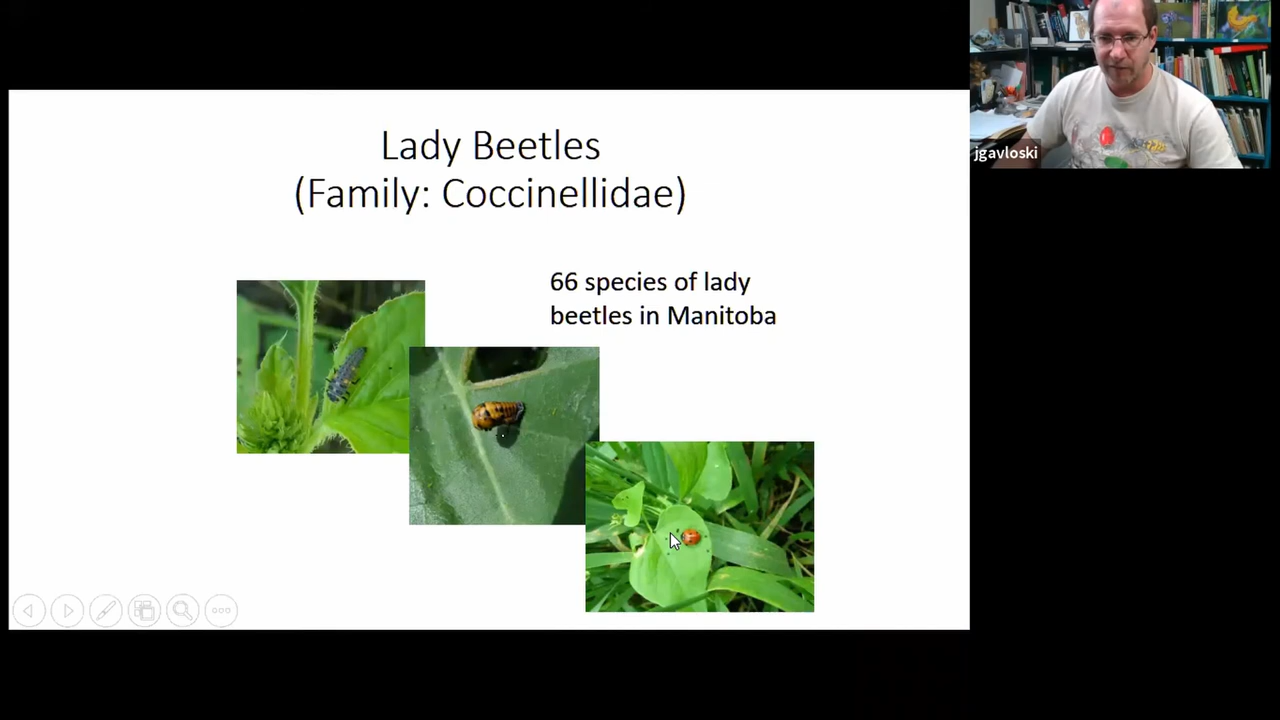 Lady Beetles
(Family: Coccinellidae)
66 species of lady
beetles in Manitoba
jgavloski